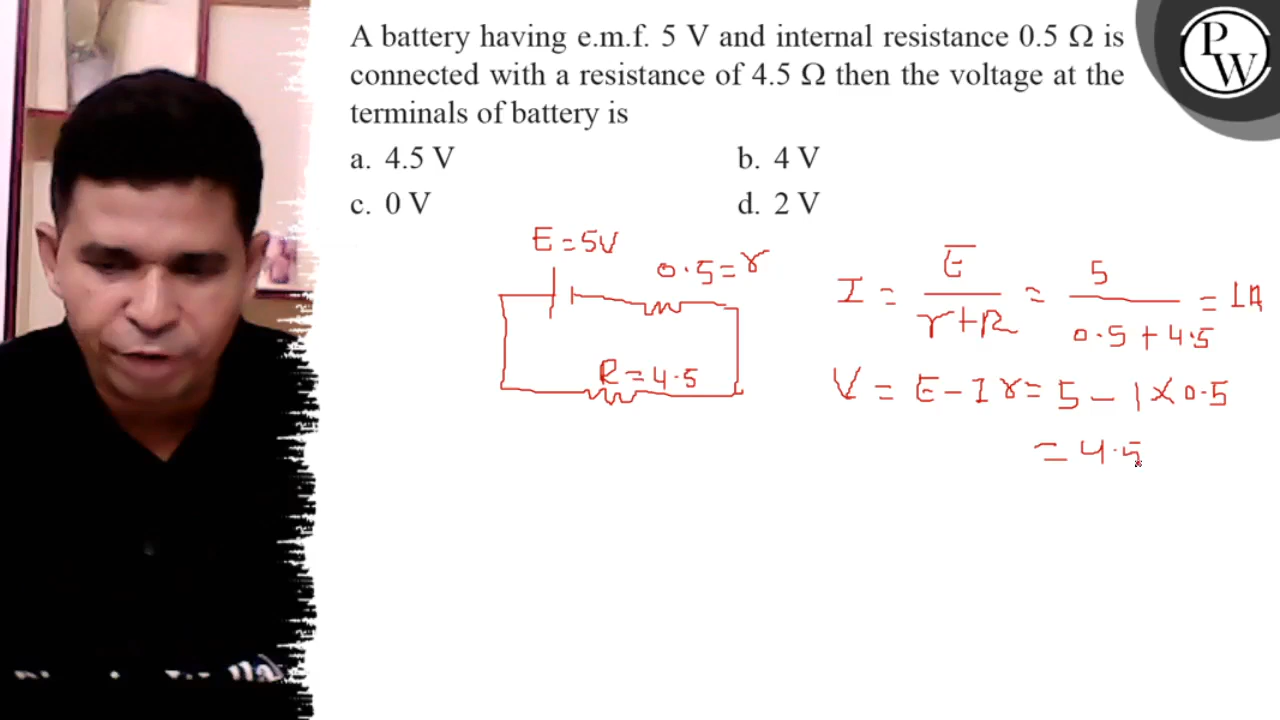 A battery having e.m.f. 5 V and internal resistance 0.5 Ω is
connected with a resistance of 4.5 Ω then the voltage at the
terminals of battery is
a. 4.5 V b. 4 V
c. 0 V d. 2 V
E = 5V
0.5 = r
R = 4.5
I = E / r+R = 5 / 0.5 + 4.5 = 1A
V = E - I r = 5 - 1 × 0.5
= 4.5
PW